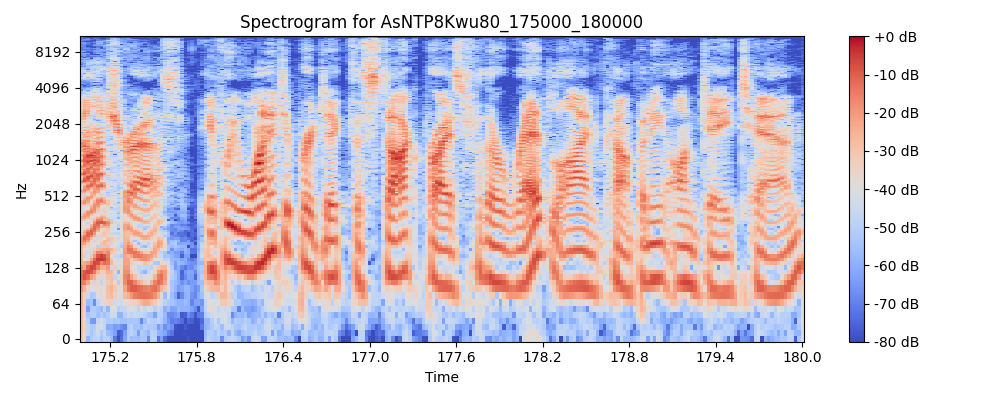 Spectrogram for AsNTP8Kwu80_175000_180000
8192
4096
2048
1024
512
256
128
64
0
Hz
175.2 175.8 176.4 177.0 177.6 178.2 178.8 179.4 180.0
Time
+0 dB
-10 dB
-20 dB
-30 dB
-40 dB
-50 dB
-60 dB
-70 dB
-80 dB